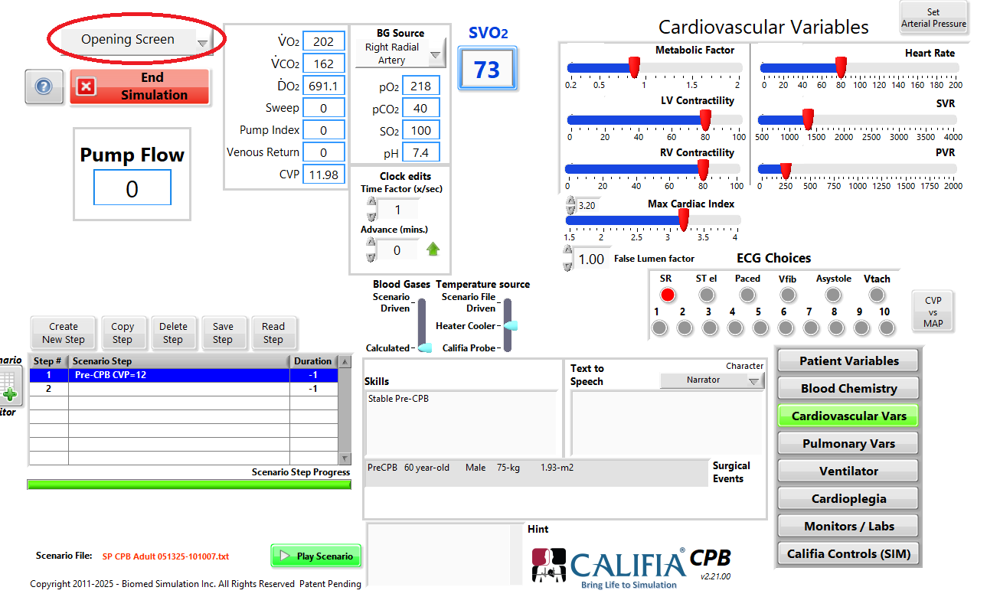 Opening Screen
End
Simulation
Pump Flow
0
V̇O₂ 202
V̇CO₂ 162
ḊO₂ 691.1
Sweep 0
Pump Index 0
Venous Return 0
CVP 11.98
BG Source
Right Radial
Artery
pO₂ 218
pCO₂ 40
SO₂ 100
pH 7.4
Clock edits
Time Factor (x/sec)
1
Advance (mins.)
0
SVO₂
73
Cardiovascular Variables
Set
Arterial Pressure
Metabolic Factor
0.2 0.5 1 1.5 2
LV Contractility
0 20 40 60 80 100
RV Contractility
0 20 40 60 80 100
3.20 Max Cardiac Index
1.5 2 2.5 3 3.5 4
Heart Rate
0 20 40 60 80 100 120 140 160 180 200
SVR
500 1000 1500 2000 2500 3000 3500 4000
PVR
0 250 500 750 1000 1250 1500 1750 2000
1.00 False Lumen factor
ECG Choices
SR ST el Paced Vfib Asystole Vtach
1 2 3 4 5 6 7 8 9 10
CVP
vs
MAP
Blood Gases
Scenario
Driven
Calculated
Temperature source
Scenario File
Driven
Heater Cooler
Califia Probe
Create
New Step
Copy
Step
Delete
Step
Save
Step
Read
Step
nario
itor
Step # Scenario Step Duration
1 Pre-CPB CVP=12 -1
2 -1
Scenario Step Progress
Skills
Stable Pre-CPB
Text to
Speech
Character
Narrator
PreCPB 60 year-old Male 75-kg 1.93-m2
Surgical
Events
Patient Variables
Blood Chemistry
Cardiovascular Vars
Pulmonary Vars
Ventilator
Cardioplegia
Monitors / Labs
Califia Controls (SIM)
Hint
Scenario File: SP CPB Adult 051325-101007.txt
Play Scenario
CALIFIA® CPB
v2.21.00
Bring Life to Simulation
Copyright 2011-2025 - Biomed Simulation Inc. All Rights Reserved Patent Pending